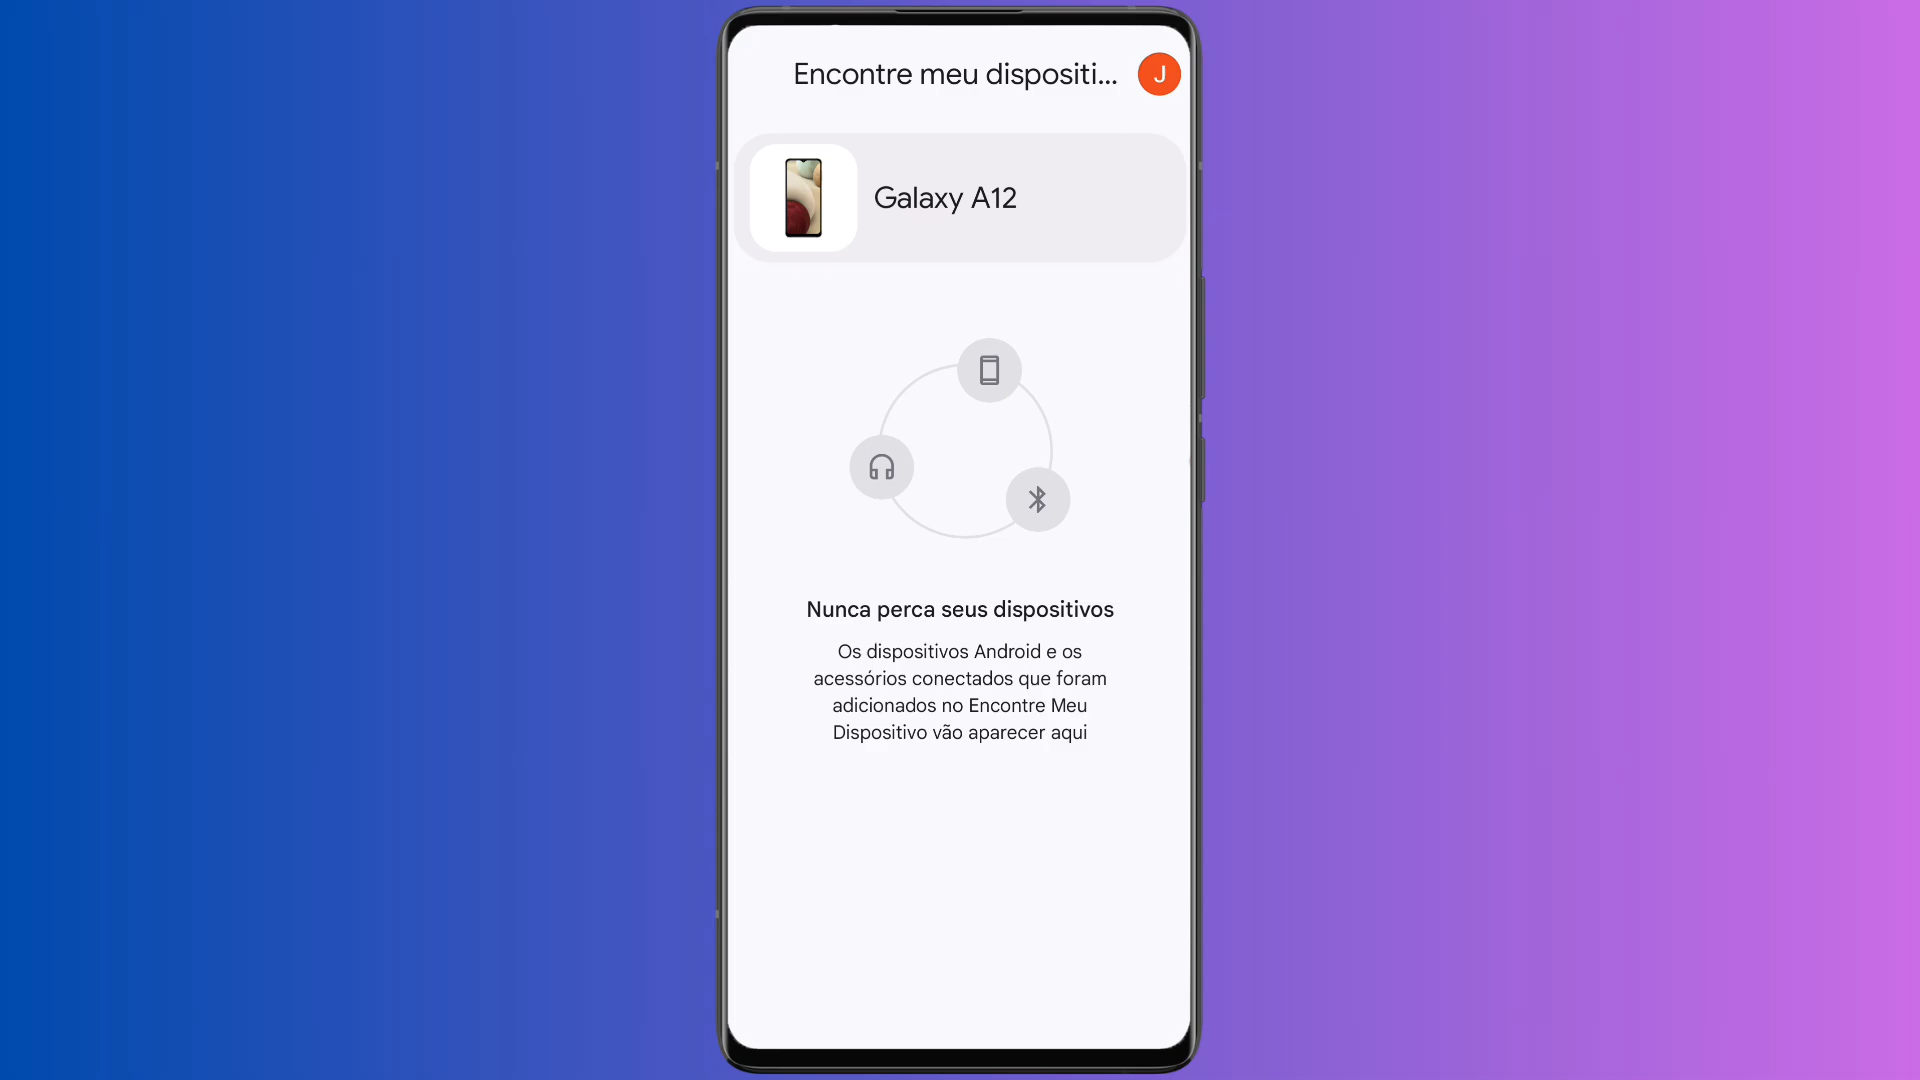 Encontre meu dispositi...
J
Galaxy A12
Nunca perca seus dispositivos
Os dispositivos Android e os
acessórios conectados que foram
adicionados no Encontre Meu
Dispositivo vão aparecer aqui